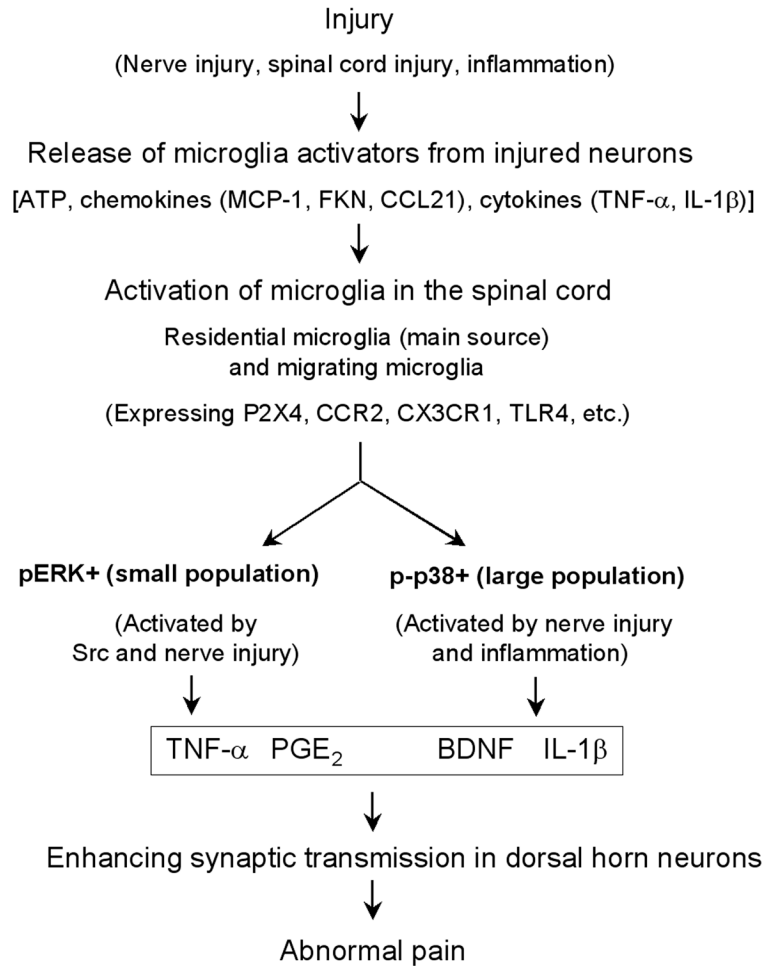 Injury
(Nerve injury, spinal cord injury, inflammation)
Release of microglia activators from injured neurons
[ATP, chemokines (MCP-1, FKN, CCL21), cytokines (TNF-α, IL-1β)]
Activation of microglia in the spinal cord
Residential microglia (main source)
and migrating microglia
(Expressing P2X4, CCR2, CX3CR1, TLR4, etc.)
pERK+ (small population)
(Activated by
Src and nerve injury)
p-p38+ (large population)
(Activated by nerve injury
and inflammation)
TNF-α PGE₂ BDNF IL-1β
Enhancing synaptic transmission in dorsal horn neurons
Abnormal pain